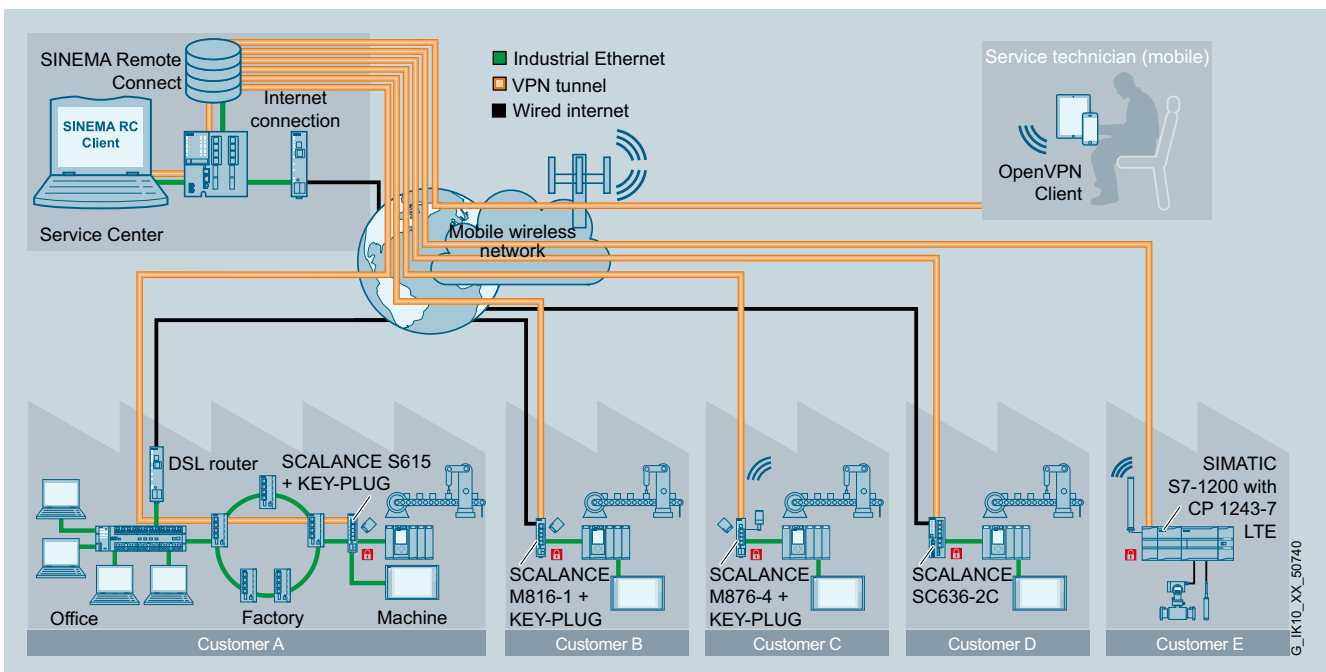 SINEMA Remote
Connect
Internet
connection
SINEMA RC
Client
Service Center
Industrial Ethernet
VPN tunnel
Wired internet
Mobile wireless
network
Service technician (mobile)
OpenVPN
Client
DSL router
SCALANCE S615
+ KEY-PLUG
Office
Factory
Machine
Customer A
SCALANCE
M816-1 +
KEY-PLUG
Customer B
SCALANCE
M876-4 +
KEY-PLUG
Customer C
SCALANCE
SC636-2C
Customer D
SIMATIC
S7-1200 with
CP 1243-7
LTE
Customer E
G_IK10_XX_50740